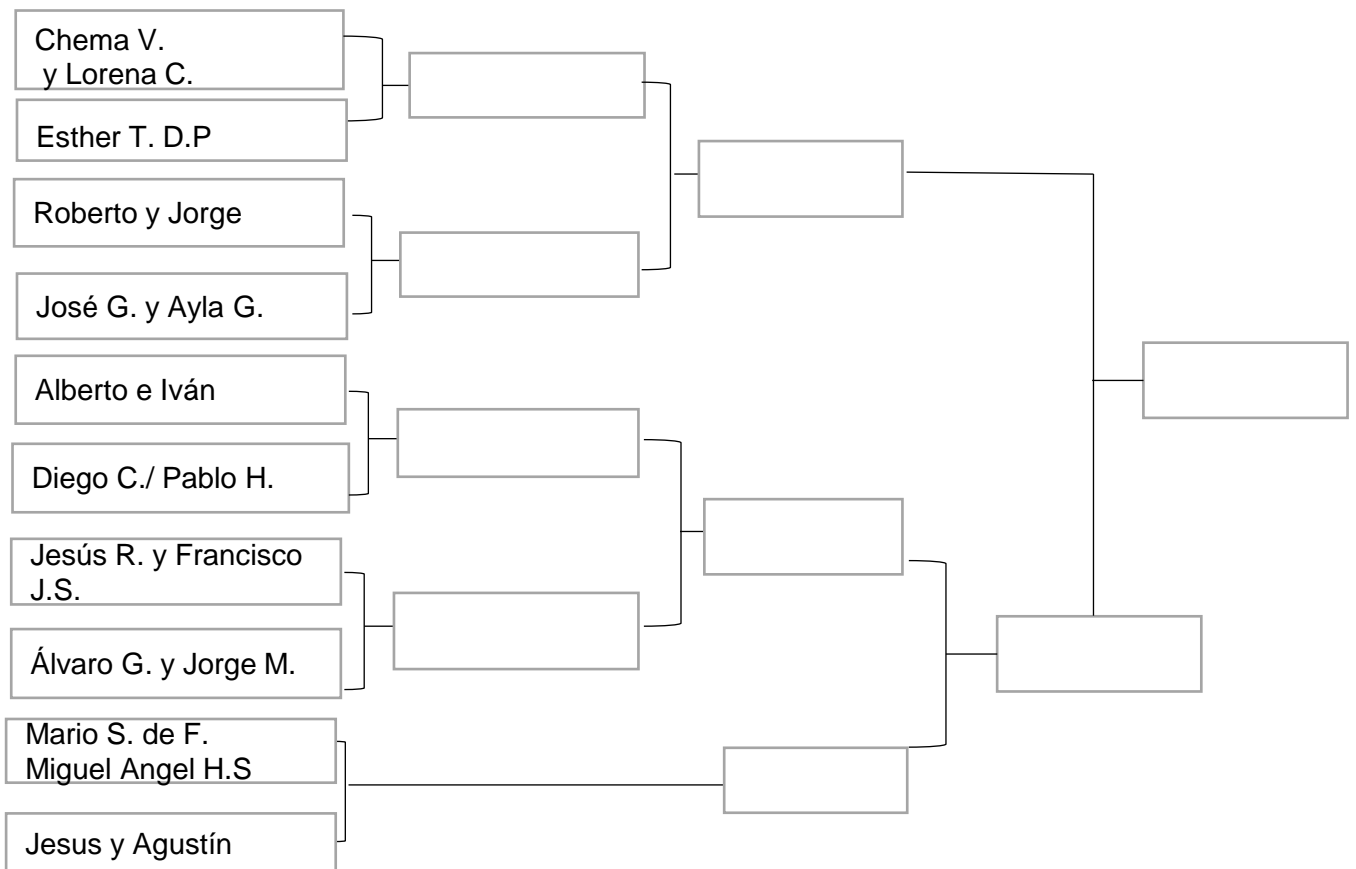 Chema V.
y Lorena C.
Esther T. D.P
Roberto y Jorge
José G. y Ayla G.
Alberto e Iván
Diego C./ Pablo H.
Jesús R. y Francisco
J.S.
Álvaro G. y Jorge M.
Mario S. de F.
Miguel Angel H.S
Jesus y Agustín